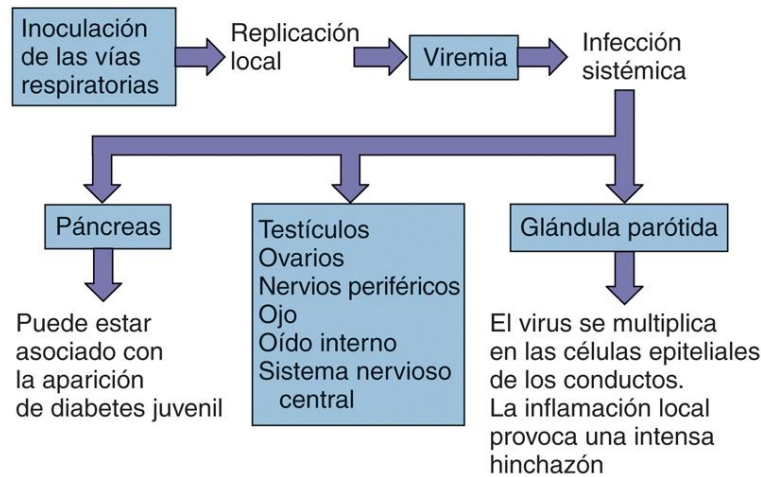 Inoculación
de las vías
respiratorias
Replicación
local
Viremia
Infección
sistémica
Páncreas
Puede estar
asociado con
la aparición
de diabetes juvenil
Testículos
Ovarios
Nervios periféricos
Ojo
Oído interno
Sistema nervioso
central
Glándula parótida
El virus se multiplica
en las células epiteliales
de los conductos.
La inflamación local
provoca una intensa
hinchazón